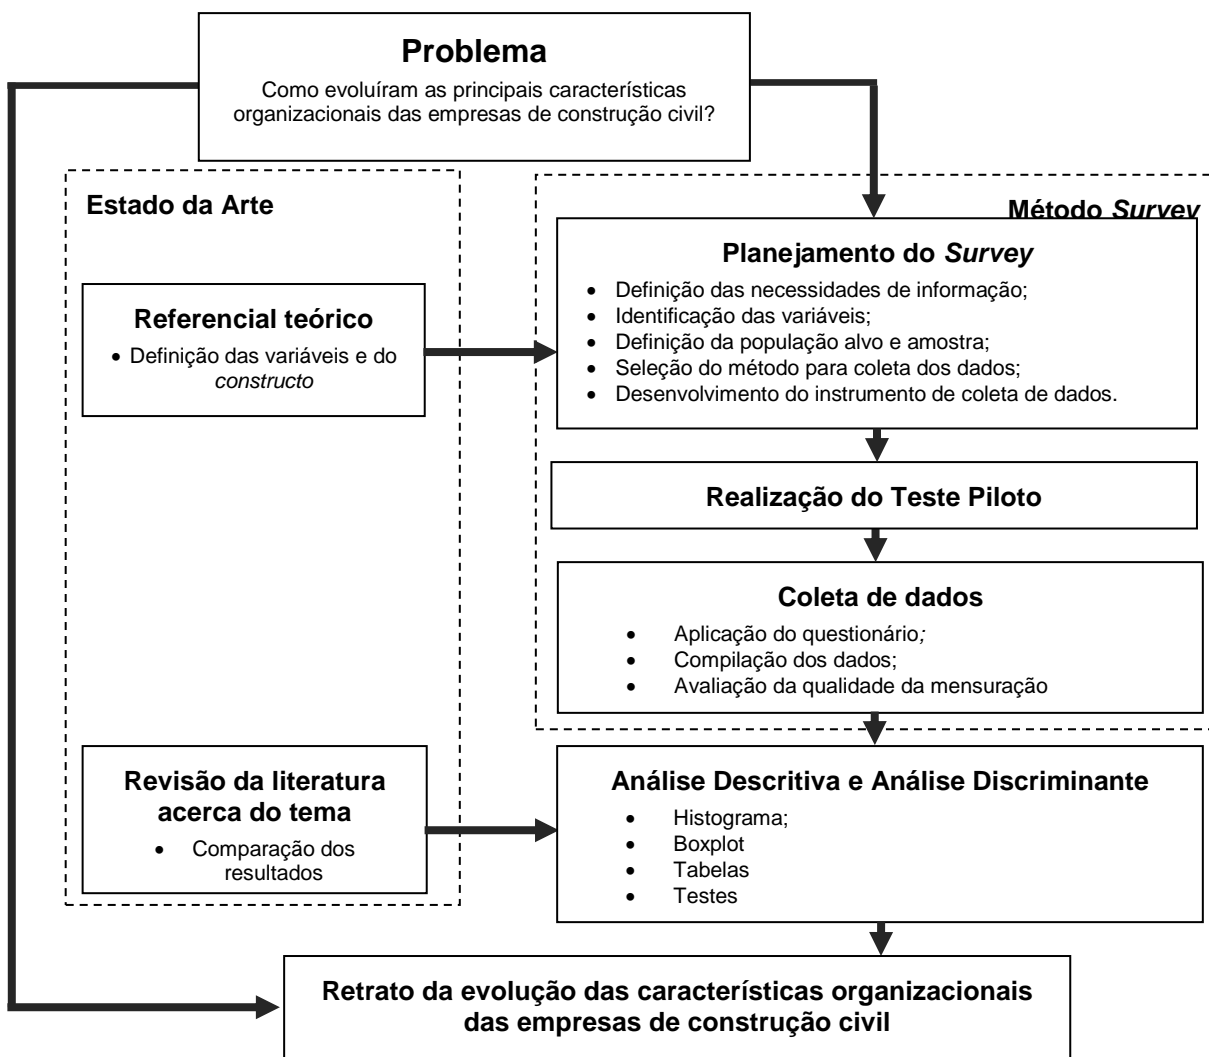 Problema
Como evoluíram as principais características
organizacionais das empresas de construção civil?
Estado da Arte
Método Survey
Referencial teórico
• Definição das variáveis e do
constructo
Planejamento do Survey
• Definição das necessidades de informação;
• Identificação das variáveis;
• Definição da população alvo e amostra;
• Seleção do método para coleta dos dados;
• Desenvolvimento do instrumento de coleta de dados.
Realização do Teste Piloto
Coleta de dados
• Aplicação do questionário;
• Compilação dos dados;
• Avaliação da qualidade da mensuração
Revisão da literatura
acerca do tema
• Comparação dos
resultados
Análise Descritiva e Análise Discriminante
• Histograma;
• Boxplot
• Tabelas
• Testes
Retrato da evolução das características organizacionais
das empresas de construção civil